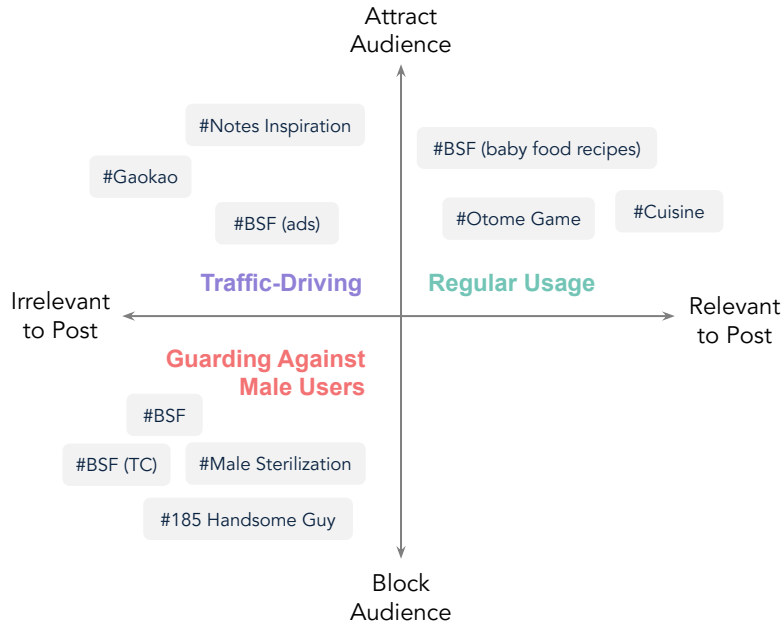 Attract
Audience
#Notes Inspiration
#BSF (baby food recipes)
#Gaokao
#BSF (ads)
#Otome Game
#Cuisine
Traffic-Driving
Regular Usage
Irrelevant
to Post
Relevant
to Post
Guarding Against
Male Users
#BSF
#BSF (TC)
#Male Sterilization
#185 Handsome Guy
Block
Audience